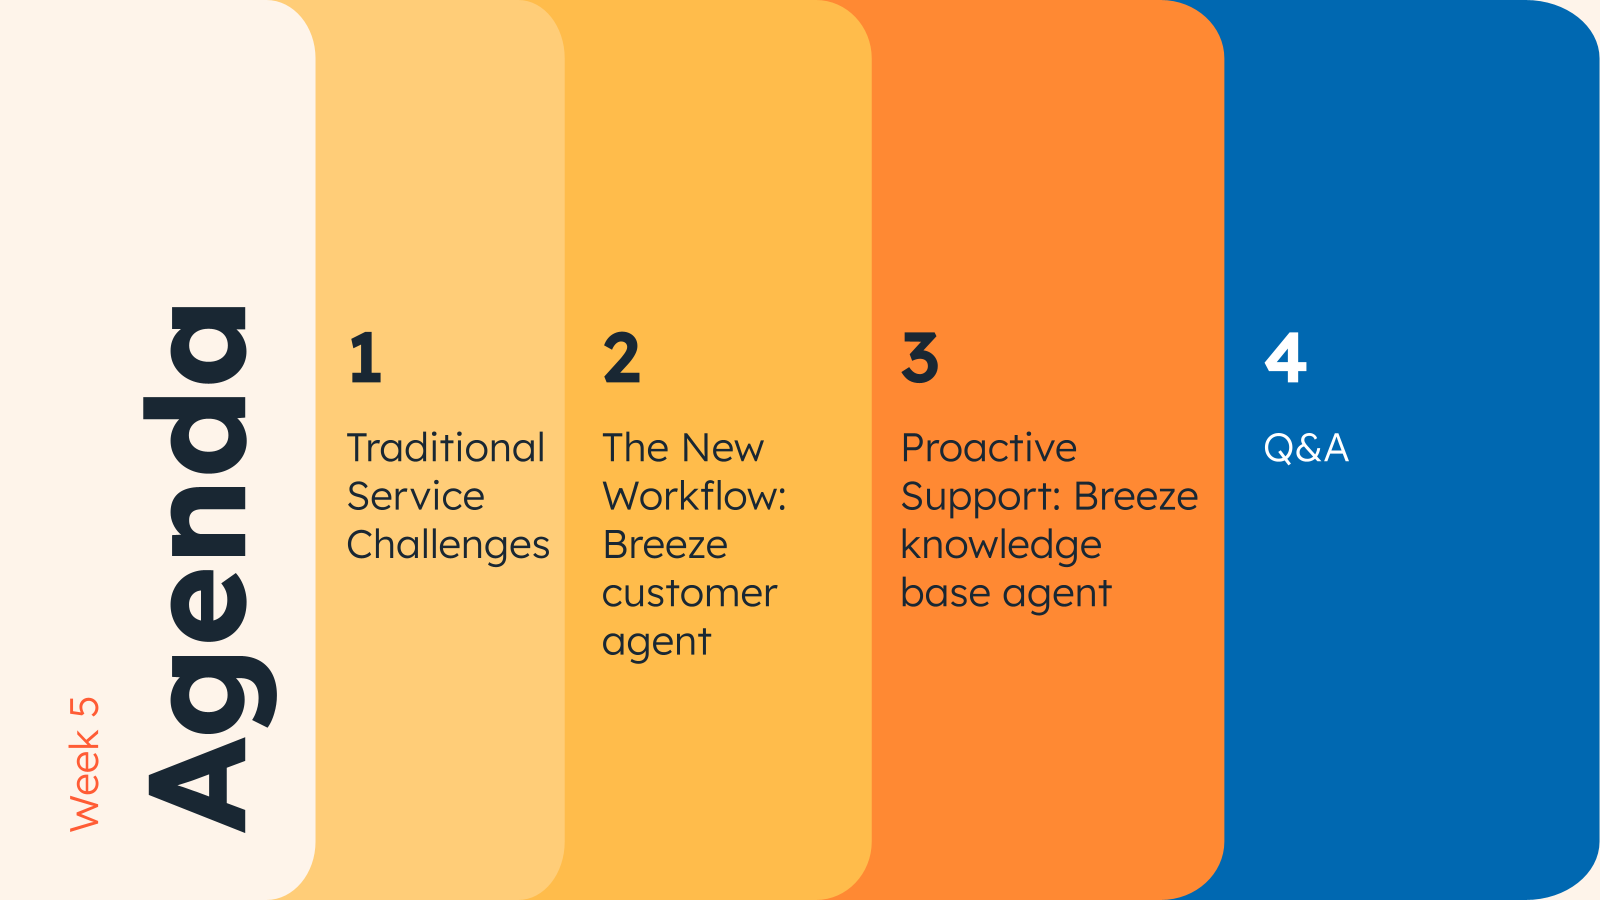 Week 5
Agenda
1
Traditional
Service
Challenges
2
The New
Workflow:
Breeze
customer
agent
3
Proactive
Support: Breeze
knowledge
base agent
4
Q&A